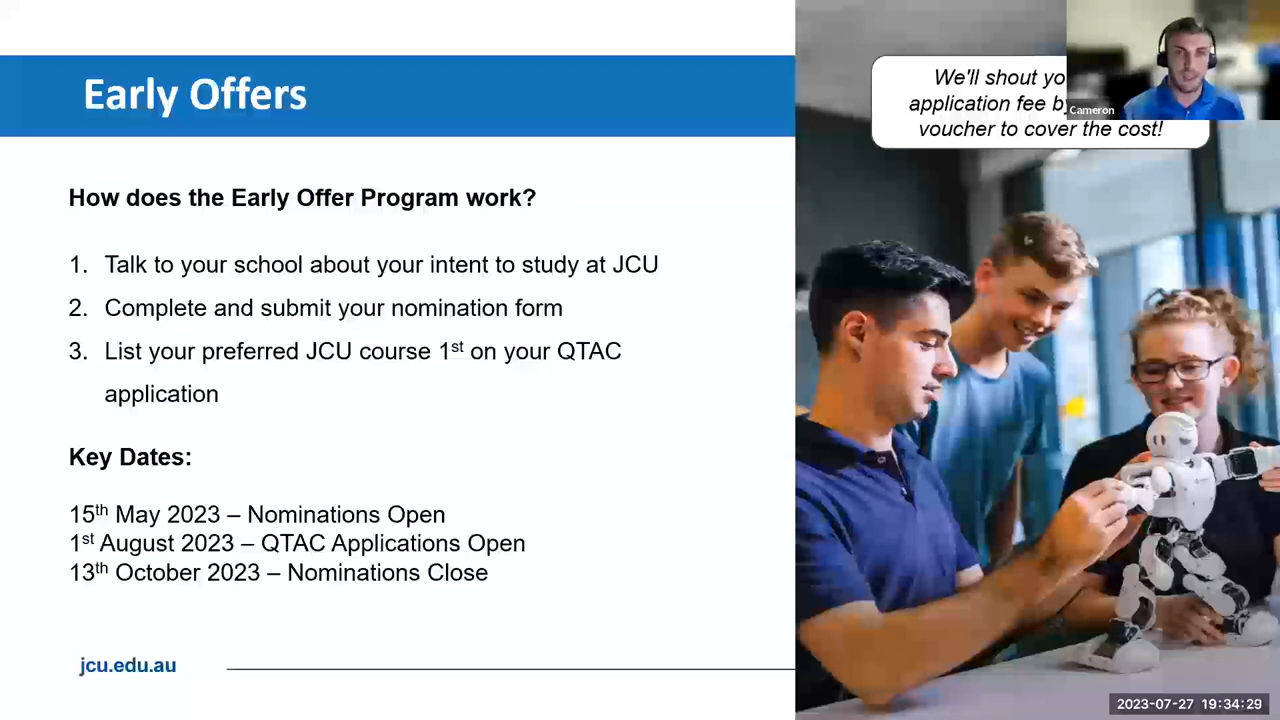 Early Offers
We'll shout yo
application fee b
voucher to cover the cost!
Cameron
How does the Early Offer Program work?
1. Talk to your school about your intent to study at JCU
2. Complete and submit your nomination form
3. List your preferred JCU course 1st on your QTAC
application
Key Dates:
15th May 2023 – Nominations Open
1st August 2023 – QTAC Applications Open
13th October 2023 – Nominations Close
jcu.edu.au
2023-07-27 19:34:29